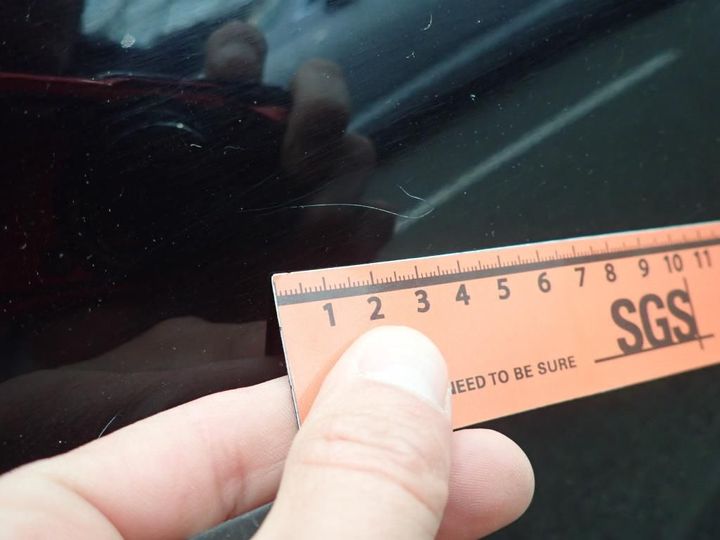 1 2 3 4 5 6 7 8 9 10 11
SGS
NEED TO BE SURE